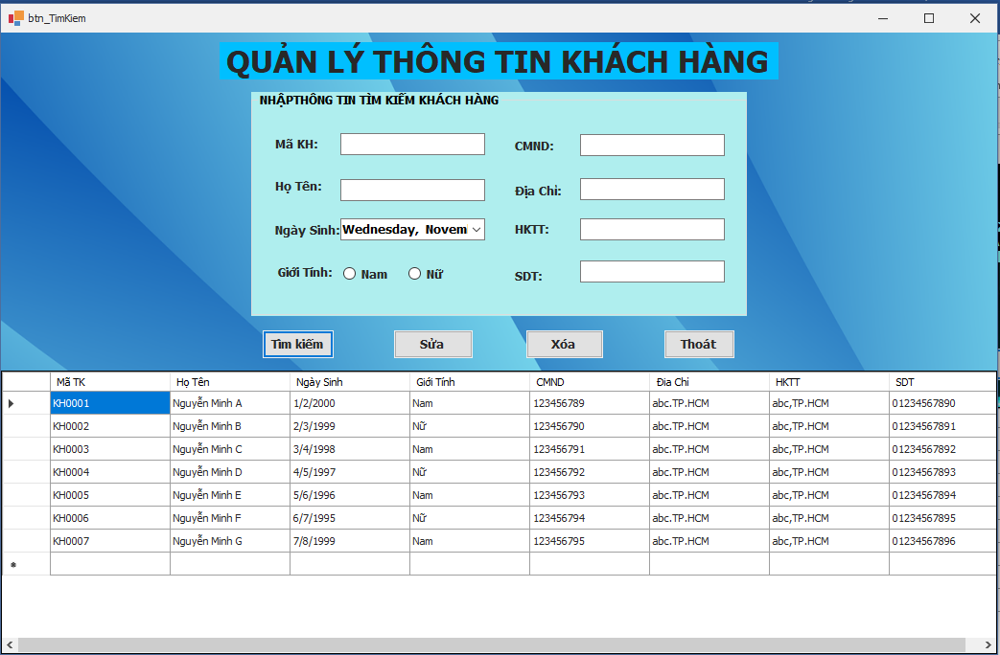 btn_TimKiem
QUẢN LÝ THÔNG TIN KHÁCH HÀNG
NHẬPTHÔNG TIN TÌM KIẾM KHÁCH HÀNG
Mã KH: CMND:
Họ Tên: Địa Chỉ:
Ngày Sinh: Wednesday, Novem HKTT:
Giới Tính: Nam Nữ SDT:
Tìm kiếm Sửa Xóa Thoát
Mã TK Họ Tên Ngày Sinh Giới Tính CMND Đia Chỉ HKTT SDT
KH0001 Nguyễn Minh A 1/2/2000 Nam 123456789 abc.TP.HCM abc,TP.HCM 01234567890
KH0002 Nguyễn Minh B 2/3/1999 Nữ 123456790 abc.TP.HCM abc,TP.HCM 01234567891
KH0003 Nguyễn Minh C 3/4/1998 Nam 123456791 abc.TP.HCM abc,TP.HCM 01234567892
KH0004 Nguyễn Minh D 4/5/1997 Nữ 123456792 abc.TP.HCM abc,TP.HCM 01234567893
KH0005 Nguyễn Minh E 5/6/1996 Nam 123456793 abc.TP.HCM abc,TP.HCM 01234567894
KH0006 Nguyễn Minh F 6/7/1995 Nữ 123456794 abc.TP.HCM abc,TP.HCM 01234567895
KH0007 Nguyễn Minh G 7/8/1999 Nam 123456795 abc.TP.HCM abc,TP.HCM 01234567896